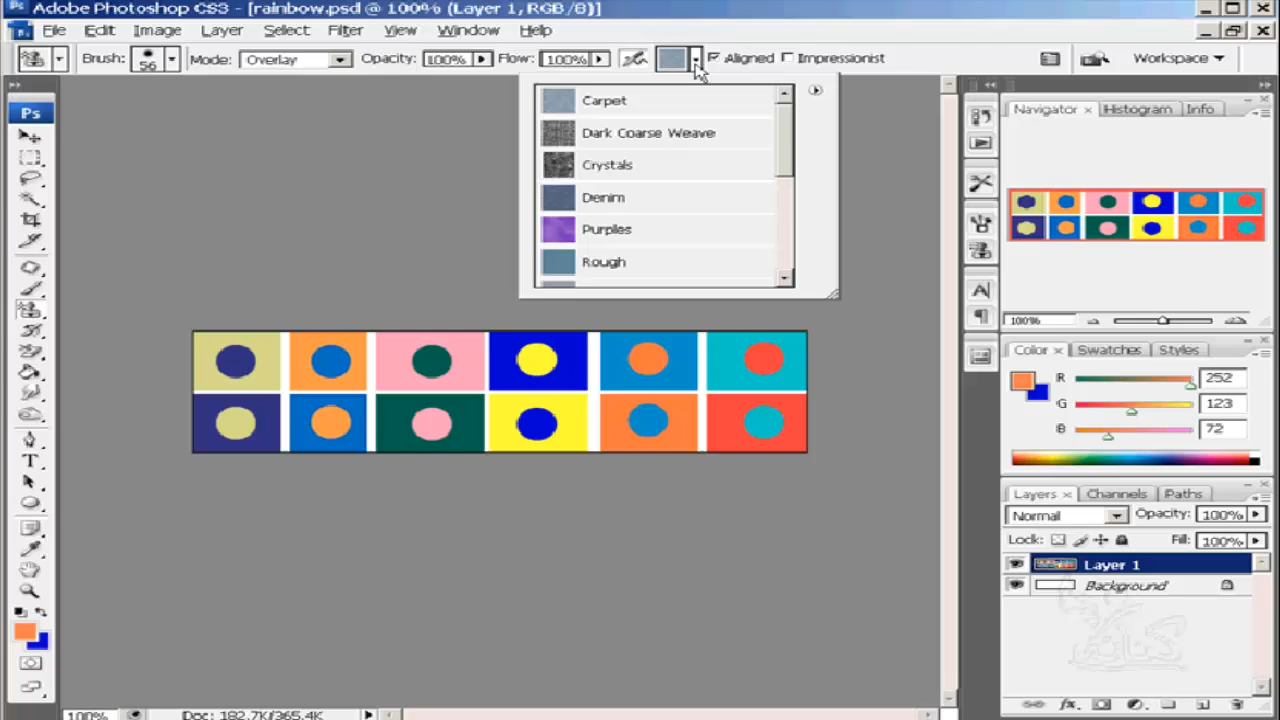 Adobe Photoshop CS3 - [rainbow.psd @ 100% (Layer 1,RGB/8)]
Ps File Edit Image Layer Select Filter View Window Help
Brush: 56 Mode: Overlay Opacity: 100% Flow: 100% Aligned Impressionist Workspace
Carpet
Dark Coarse Weave
Crystals
Denim
Purples
Rough
Ps
T
Navigator × Histogram Info
100%
A
Color × Swatches Styles
R 252
G 123
B 72
Layers × Channels Paths
Normal Opacity: 100%
Lock: Fill: 100%
Layer 1
Background
100% Doc: 182.7K/365.4K